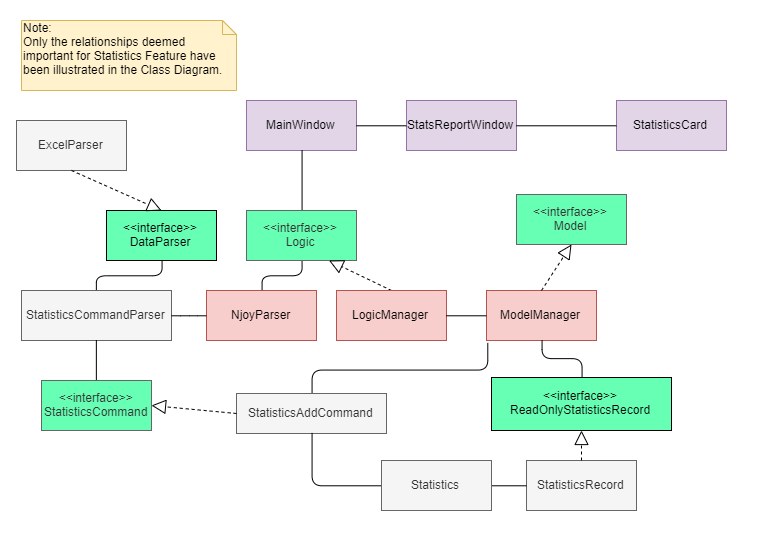 Note:
Only the relationships deemed
important for Statistics Feature have
been illustrated in the Class Diagram.
MainWindow
StatsReportWindow
StatisticsCard
ExcelParser
<<interface>>
DataParser
<<interface>>
Logic
<<interface>>
Model
StatisticsCommandParser
NjoyParser
LogicManager
ModelManager
<<interface>>
StatisticsCommand
StatisticsAddCommand
<<interface>>
ReadOnlyStatisticsRecord
Statistics
StatisticsRecord